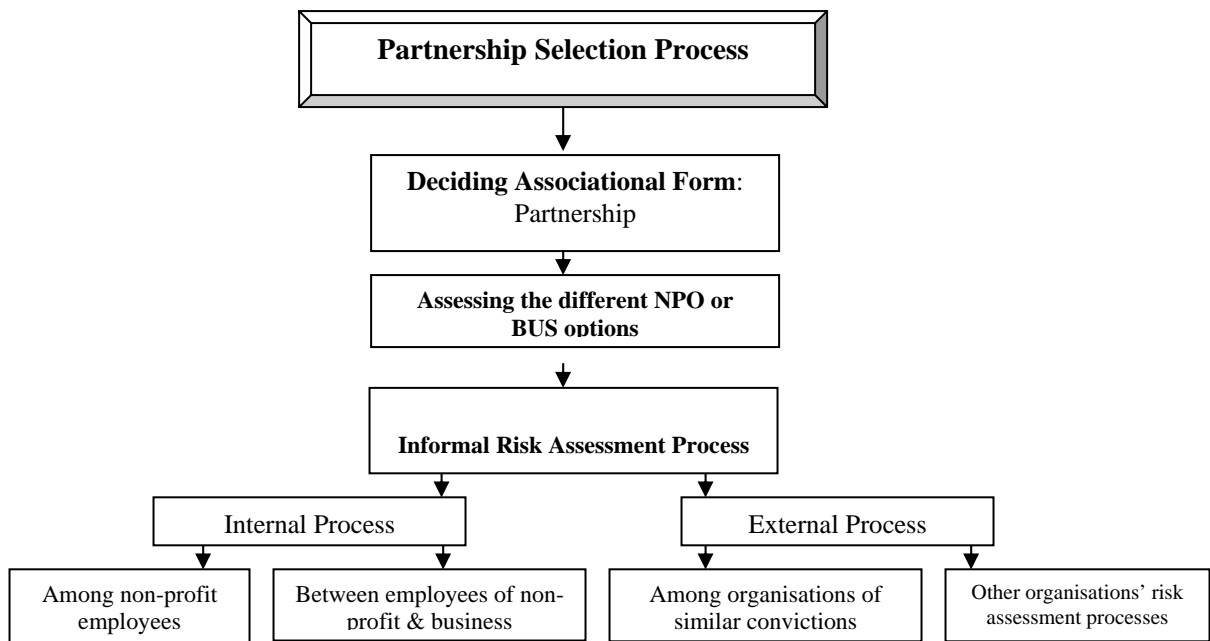 Partnership Selection Process
Deciding Associational Form:
Partnership
Assessing the different NPO or
BUS options
Informal Risk Assessment Process
Internal Process
External Process
Among non-profit
employees
Between employees of non-
profit & business
Among organisations of
similar convictions
Other organisations’ risk
assessment processes